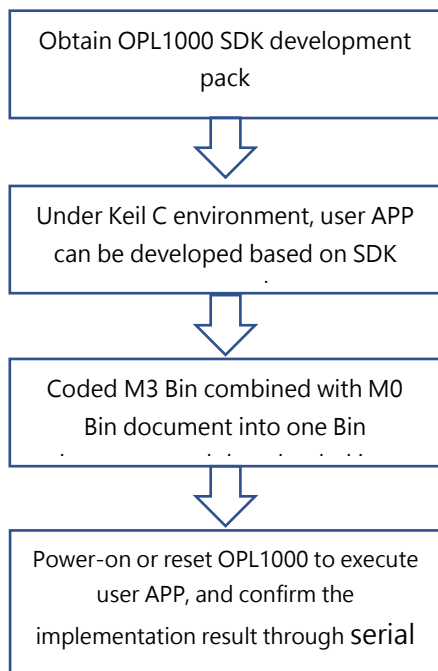 Obtain OPL1000 SDK development
pack
Under Keil C environment, user APP
can be developed based on SDK
Coded M3 Bin combined with M0
Bin document into one Bin
Power-on or reset OPL1000 to execute
user APP, and confirm the
implementation result through serial